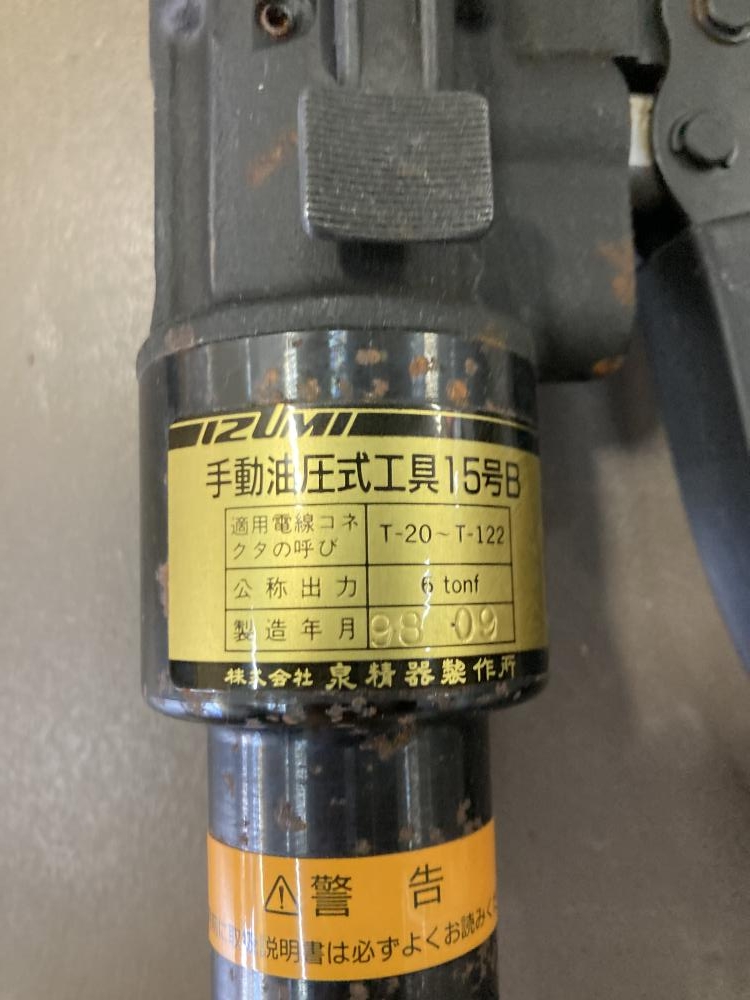 IZUMI
手動油圧式工具15号B
適用電線コネ
クタの呼び
T-20~T-122
公称出力
6 tonf
製造年月
98 09
株式会社 泉精器製作所
⚠警告
取扱説明書は必ずよくお読みく